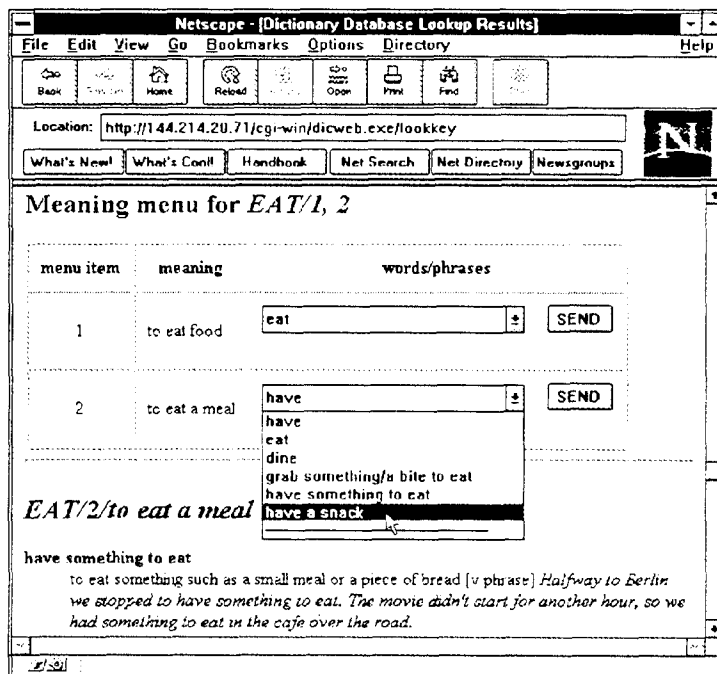 Netscape - [Dictionary Database Lookup Results]
File Edit View Go Bookmarks Options Directory Help
Back Home Reload Open Print Find
Location: http://144.214.20.71/cgi-win/dicweb.exe/lookkey
What's New! What's Cool! Handbook Net Search Net Directory Newsgroups
N
Meaning menu for EAT/1, 2
menu item meaning words/phrases
1 to eat food eat SEND
2 to eat a meal have SEND
have
eat
dine
grab something/a bite to eat
have something to eat
have a snack
EAT/2/to eat a meal
have something to eat
to eat something such as a small meal or a piece of bread [v phrase] Halfway to Berlin
we stopped to have something to eat. The movie didn't start for another hour, so we
had something to eat in the cafe over the road.